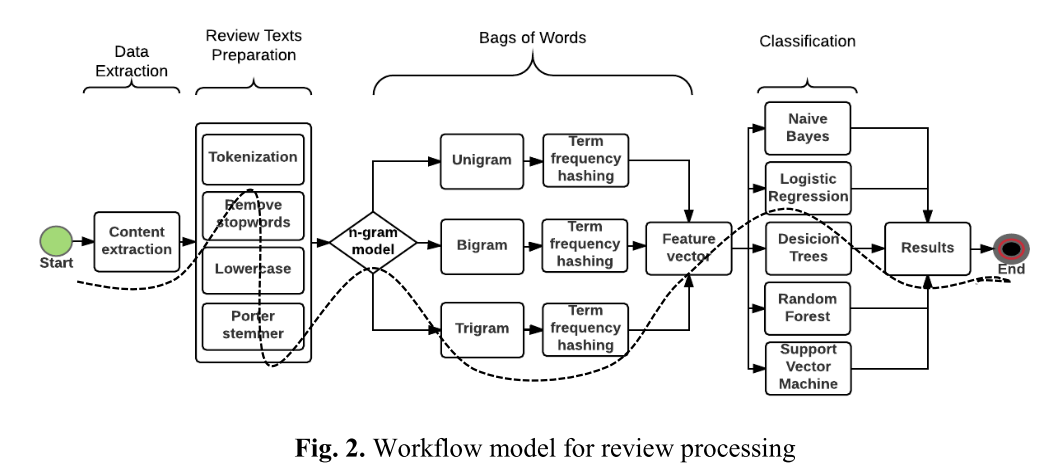 Data
Extraction
Review Texts
Preparation
Bags of Words
Classification
Start
Content
extraction
Tokenization
Remove
stopwords
Lowercase
Porter
stemmer
n-gram
model
Unigram
Term
frequency
hashing
Bigram
Term
frequency
hashing
Trigram
Term
frequency
hashing
Feature
vector
Naive
Bayes
Logistic
Regression
Desicion
Trees
Random
Forest
Support
Vector
Machine
Results
End
Fig. 2. Workflow model for review processing